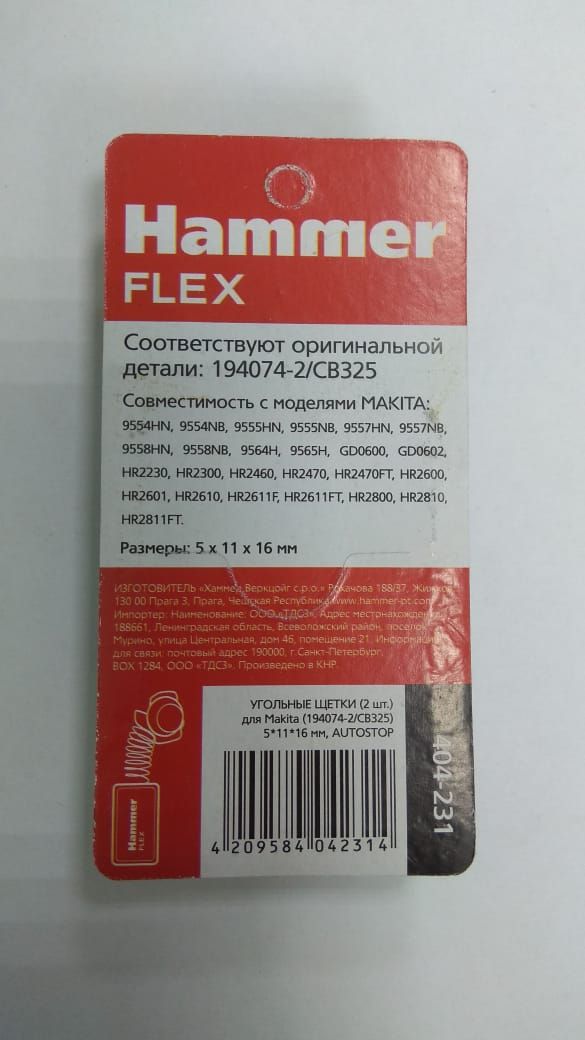 Hammer
FLEX
Соответствуют оригинальной
детали: 194074-2/CB325
Совместимость с моделями MAKITA:
9554HN, 9554NB, 9555HN, 9555NB, 9557HN, 9557NB,
9558HN, 9558NB, 9564H, 9565H, GD0600, GD0602,
HR2230, HR2300, HR2460, HR2470, HR2470FT, HR2600,
HR2601, HR2610, HR2611F, HR2611FT, HR2800, HR2810,
HR2811FT.
Размеры: 5 x 11 x 16 мм
ИЗГОТОВИТЕЛЬ «Хаммер Веркцойг с.р.о.» Рокачова 188/37, Жижков
130 00 Прага 3, Прага, Чешская Республика www.hammer-pt.com
Импортер: Наименование: ООО «ТДСЗ». Адрес местонахождения:
188661, Ленинградская область, Всеволожский район, поселок
Мурино, улица Центральная, дом 46, помещение 21. Информация
для связи: почтовый адрес 190000, г.Санкт-Петербург,
BOX 1284, ООО «ТДСЗ». Произведено в КНР.
УГОЛЬНЫЕ ЩЕТКИ (2 шт.)
для Makita (194074-2/CB325)
5*11*16 мм, AUTOSTOP
404-231
Hammer
FLEX
4 209584 042314